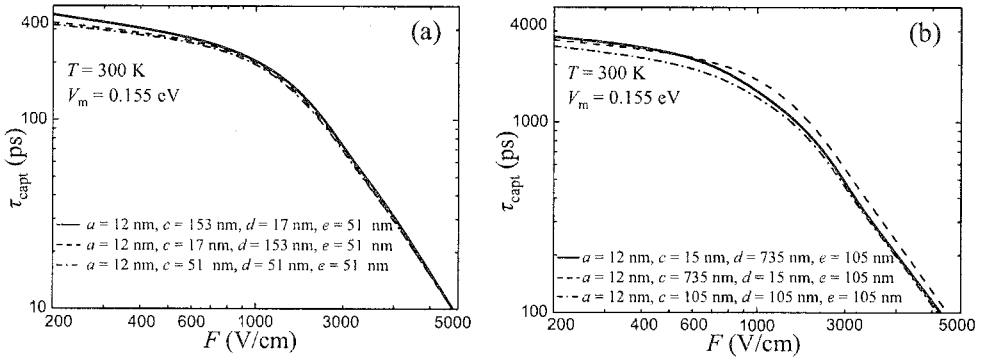 (a)
400
100
10
τcapt (ps)
T = 300 K
Vm = 0.155 eV
a = 12 nm, c = 153 nm, d = 17 nm, e = 51 nm
a = 12 nm, c = 17 nm, d = 153 nm, e = 51 nm
a = 12 nm, c = 51 nm, d = 51 nm, e = 51 nm
200 400 600 1000 3000 5000
F (V/cm)
(b)
4000
1000
100
τcapt (ps)
T = 300 K
Vm = 0.155 eV
a = 12 nm, c = 15 nm, d = 735 nm, e = 105 nm
a = 12 nm, c = 735 nm, d = 15 nm, e = 105 nm
a = 12 nm, c = 105 nm, d = 105 nm, e = 105 nm
200 400 600 1000 3000 5000
F (V/cm)